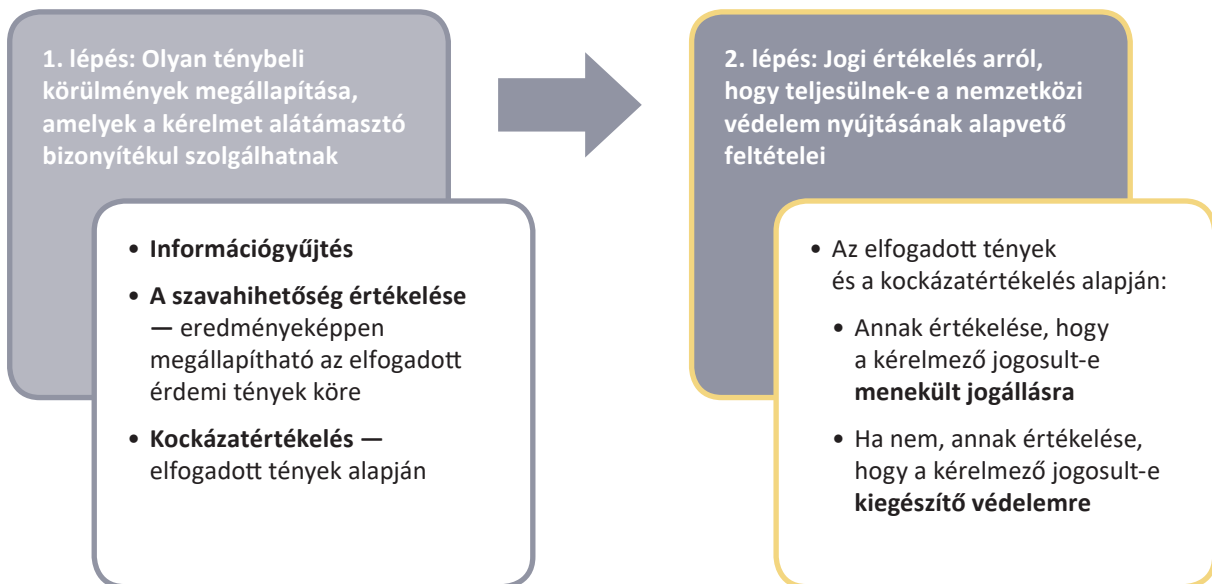 1. lépés: Olyan ténybeli
körülmények megállapítása,
amelyek a kérelmet alátámasztó
bizonyítékul szolgálhatnak
• Információgyűjtés
• A szavahihetőség értékelése
— eredményeképpen
megállapítható az elfogadott
érdemi tények köre
• Kockázatértékelés —
elfogadott tények alapján
2. lépés: Jogi értékelés arról,
hogy teljesülnek-e a nemzetközi
védelem nyújtásának alapvető
feltételei
• Az elfogadott tények
és a kockázatértékelés alapján:
• Annak értékelése, hogy
a kérelmező jogosult-e
menekült jogállásra
• Ha nem, annak értékelése,
hogy a kérelmező jogosult-e
kiegészítő védelemre